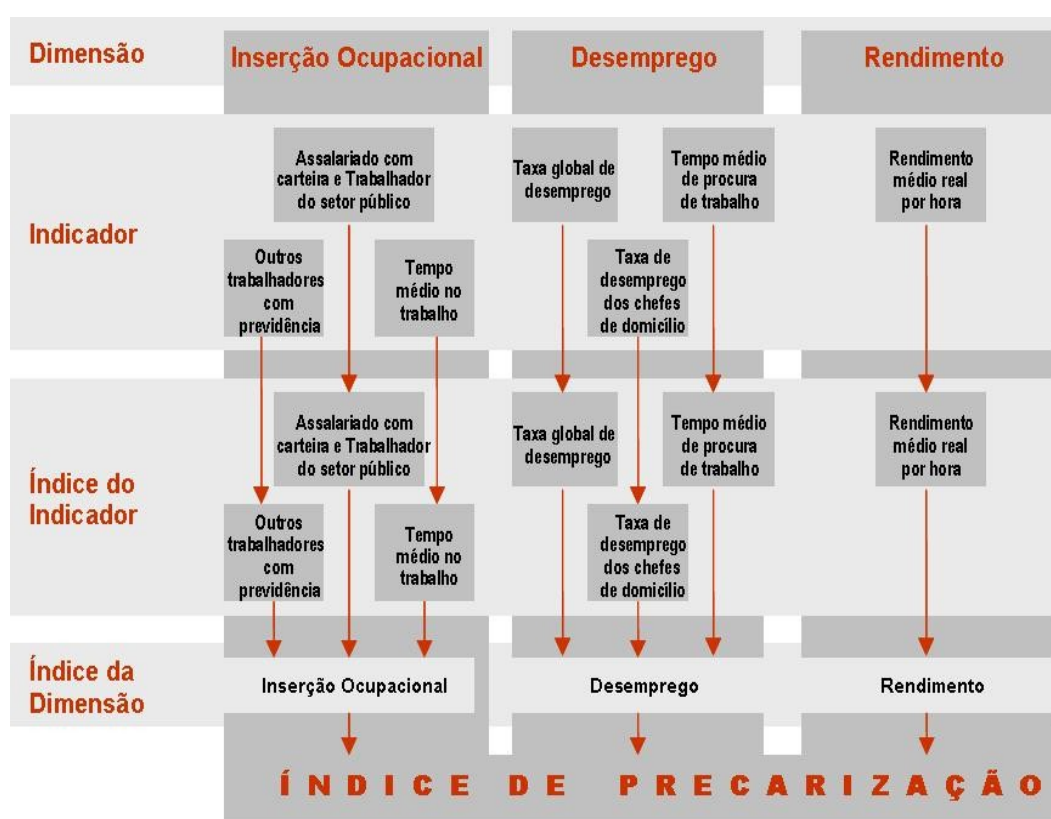 Dimensão
Inserção Ocupacional
Desemprego
Rendimento
Indicador
Assalariado com
carteira e Trabalhador
do setor público
Taxa global de
desemprego
Tempo médio
de procura
de trabalho
Rendimento
médio real
por hora
Outros
trabalhadores
com
previdência
Tempo
médio no
trabalho
Taxa de
desemprego
dos chefes
de domicílio
Índice do
Indicador
Assalariado com
carteira e Trabalhador
do setor público
Taxa global de
desemprego
Tempo médio
de procura
de trabalho
Rendimento
médio real
por hora
Outros
trabalhadores
com
previdência
Tempo
médio no
trabalho
Taxa de
desemprego
dos chefes
de domicílio
Índice da
Dimensão
Inserção Ocupacional
Desemprego
Rendimento
ÍNDICE DE PRECARIZAÇÃO